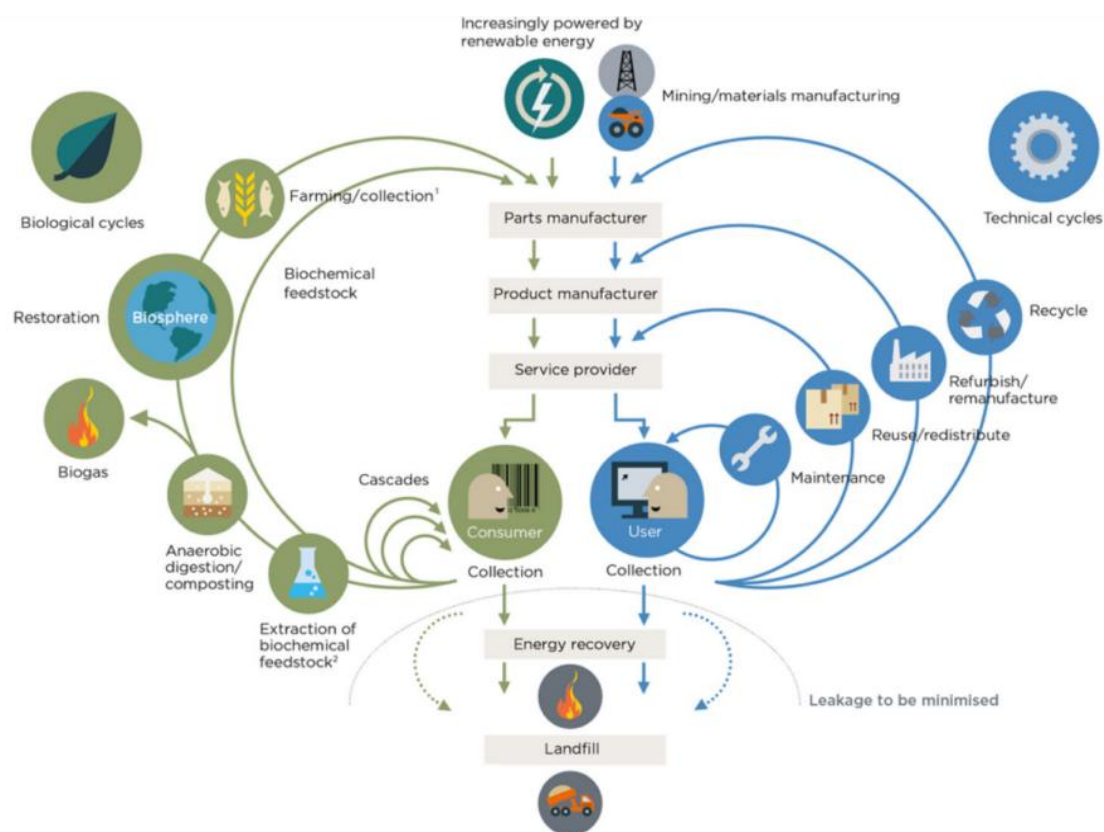 Increasingly powered by
renewable energy
Mining/materials manufacturing
Biological cycles
Technical cycles
Farming/collection¹
Parts manufacturer
Biochemical
feedstock
Product manufacturer
Restoration
Biosphere
Recycle
Service provider
Refurbish/
remanufacture
Reuse/redistribute
Biogas
Cascades
Maintenance
Consumer
User
Anaerobic
digestion/
composting
Collection
Collection
Extraction of
biochemical
feedstock²
Energy recovery
Leakage to be minimised
Landfill